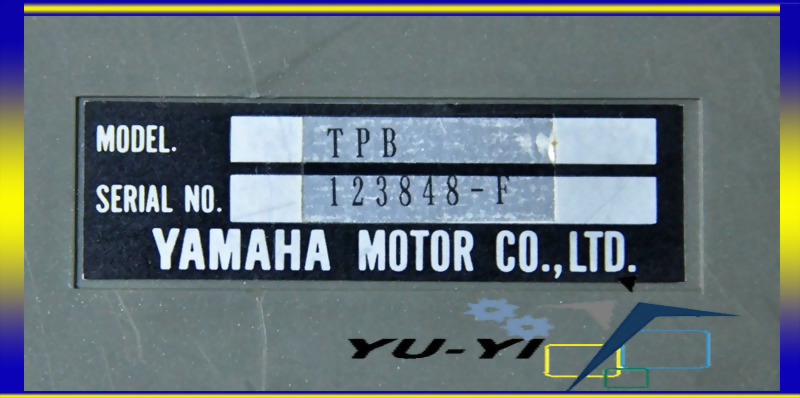 MODEL. TPB
SERIAL NO. 123848-F
YAMAHA MOTOR CO.,LTD.
YU-YI